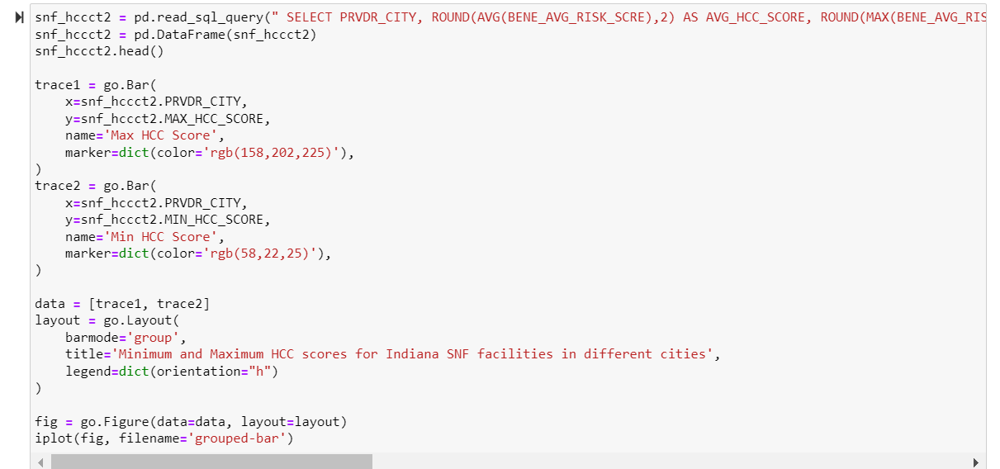 snf_hccct2 = pd.read_sql_query(" SELECT PRVDR_CITY, ROUND(AVG(BENE_AVG_RISK_SCRE),2) AS AVG_HCC_SCORE, ROUND(MAX(BENE_AVG_RIS
snf_hccct2 = pd.DataFrame(snf_hccct2)
snf_hccct2.head()

trace1 = go.Bar(
    x=snf_hccct2.PRVDR_CITY,
    y=snf_hccct2.MAX_HCC_SCORE,
    name='Max HCC Score',
    marker=dict(color='rgb(158,202,225)'),
)
trace2 = go.Bar(
    x=snf_hccct2.PRVDR_CITY,
    y=snf_hccct2.MIN_HCC_SCORE,
    name='Min HCC Score',
    marker=dict(color='rgb(58,22,25)'),
)

data = [trace1, trace2]
layout = go.Layout(
    barmode='group',
    title='Minimum and Maximum HCC scores for Indiana SNF facilities in different cities',
    legend=dict(orientation="h")
)

fig = go.Figure(data=data, layout=layout)
iplot(fig, filename='grouped-bar')